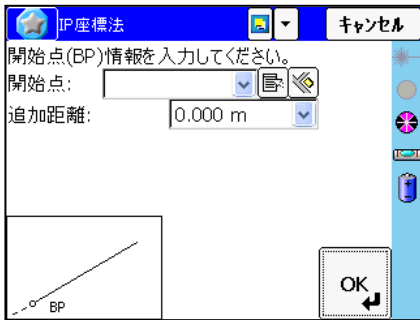 IP座標法
キャンセル
開始点(BP)情報を入力してください。
開始点:
追加距離:
0.000 m
BP
OK